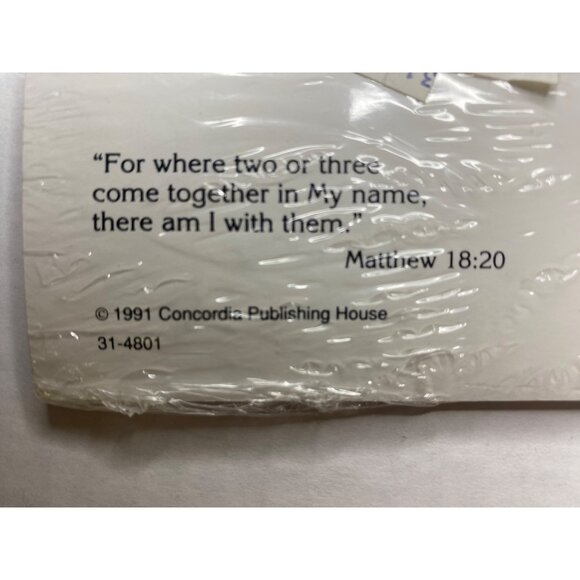 “For where two or three
come together in My name,
there am I with them.”
Matthew 18:20
© 1991 Concordia Publishing House
31-4801